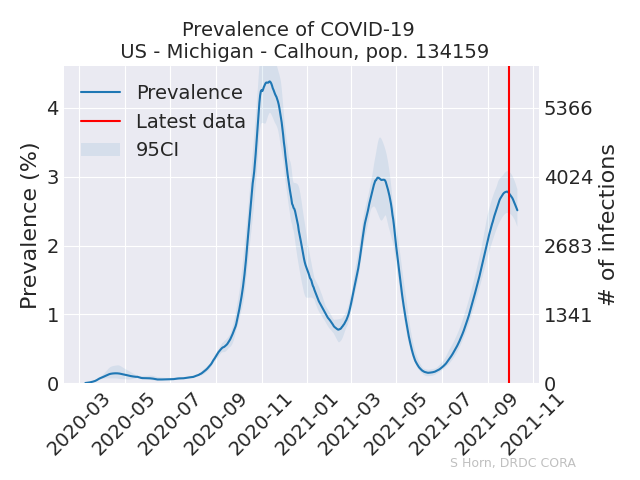 Prevalence of COVID-19
US - Michigan - Calhoun, pop. 134159
Prevalence
Latest data
95CI
Prevalence (%)
4
3
2
1
0
5366
4024
2683
1341
0
# of infections
2020-03
2020-05
2020-07
2020-09
2020-11
2021-01
2021-03
2021-05
2021-07
2021-09
2021-11
S Horn, DRDC CORA